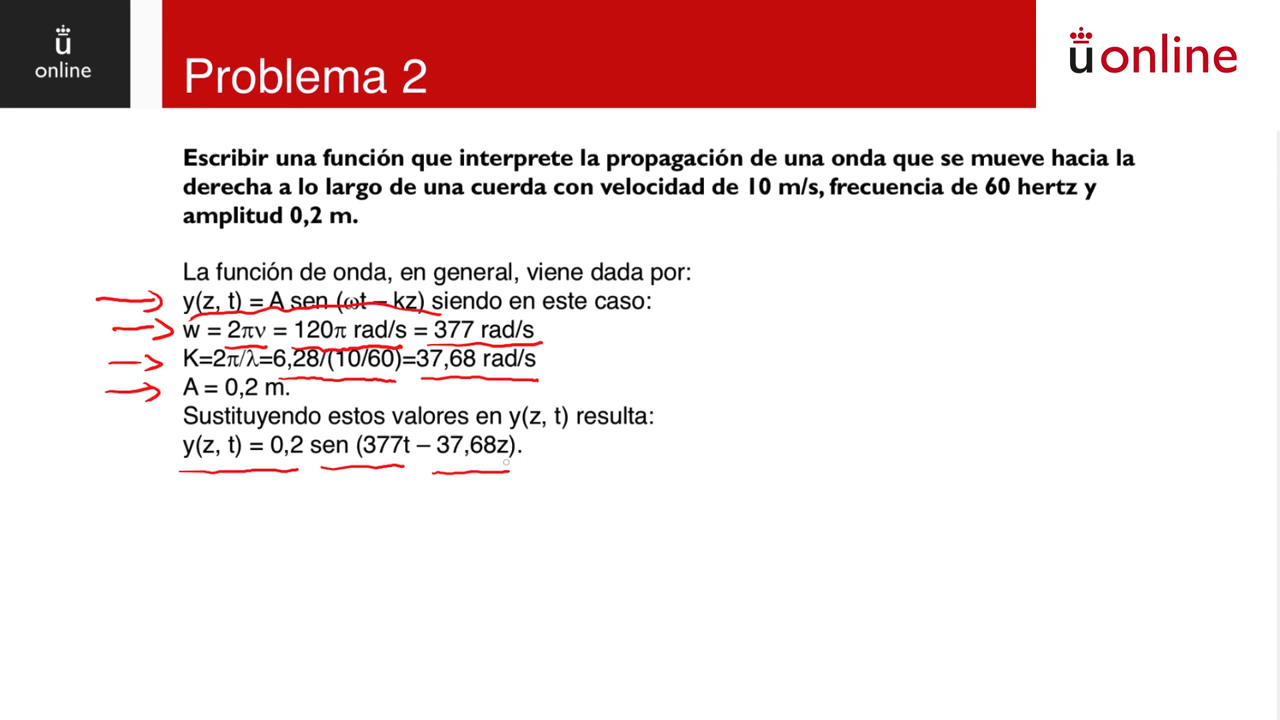 ü
online
Problema 2
üonline
Escribir una función que interprete la propagación de una onda que se mueve hacia la
derecha a lo largo de una cuerda con velocidad de 10 m/s, frecuencia de 60 hertz y
amplitud 0,2 m.
La función de onda, en general, viene dada por:
y(z, t) = A sen (ωt – kz) siendo en este caso:
w = 2πν = 120π rad/s = 377 rad/s
K=2π/λ=6,28/(10/60)=37,68 rad/s
A = 0,2 m.
Sustituyendo estos valores en y(z, t) resulta:
y(z, t) = 0,2 sen (377t – 37,68z).